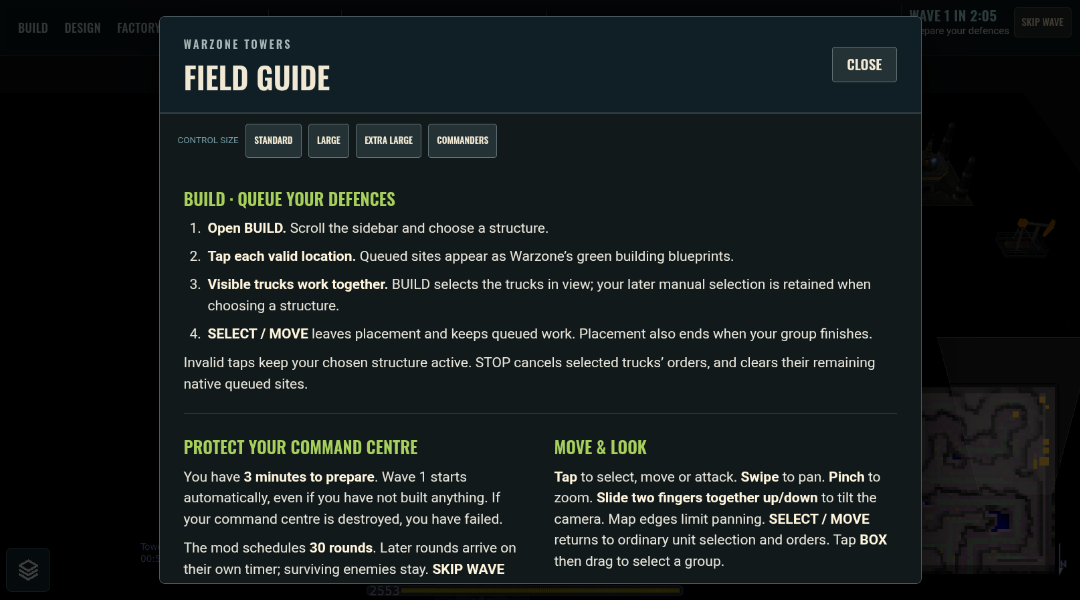 BUILD DESIGN FACTORY
WAVE 1 IN 2:05
epare your defences
SKIP WAVE
WARZONE TOWERS
FIELD GUIDE
CLOSE
CONTROL SIZE STANDARD LARGE EXTRA LARGE COMMANDERS
BUILD · QUEUE YOUR DEFENCES
1. Open BUILD. Scroll the sidebar and choose a structure.
2. Tap each valid location. Queued sites appear as Warzone’s green building blueprints.
3. Visible trucks work together. BUILD selects the trucks in view; your later manual selection is retained when
choosing a structure.
4. SELECT / MOVE leaves placement and keeps queued work. Placement also ends when your group finishes.
Invalid taps keep your chosen structure active. STOP cancels selected trucks’ orders, and clears their remaining
native queued sites.
PROTECT YOUR COMMAND CENTRE
You have 3 minutes to prepare. Wave 1 starts
automatically, even if you have not built anything. If
your command centre is destroyed, you have failed.
The mod schedules 30 rounds. Later rounds arrive on
their own timer; surviving enemies stay. SKIP WAVE
MOVE & LOOK
Tap to select, move or attack. Swipe to pan. Pinch to
zoom. Slide two fingers together up/down to tilt the
camera. Map edges limit panning. SELECT / MOVE
returns to ordinary unit selection and orders. Tap BOX
then drag to select a group.
2553